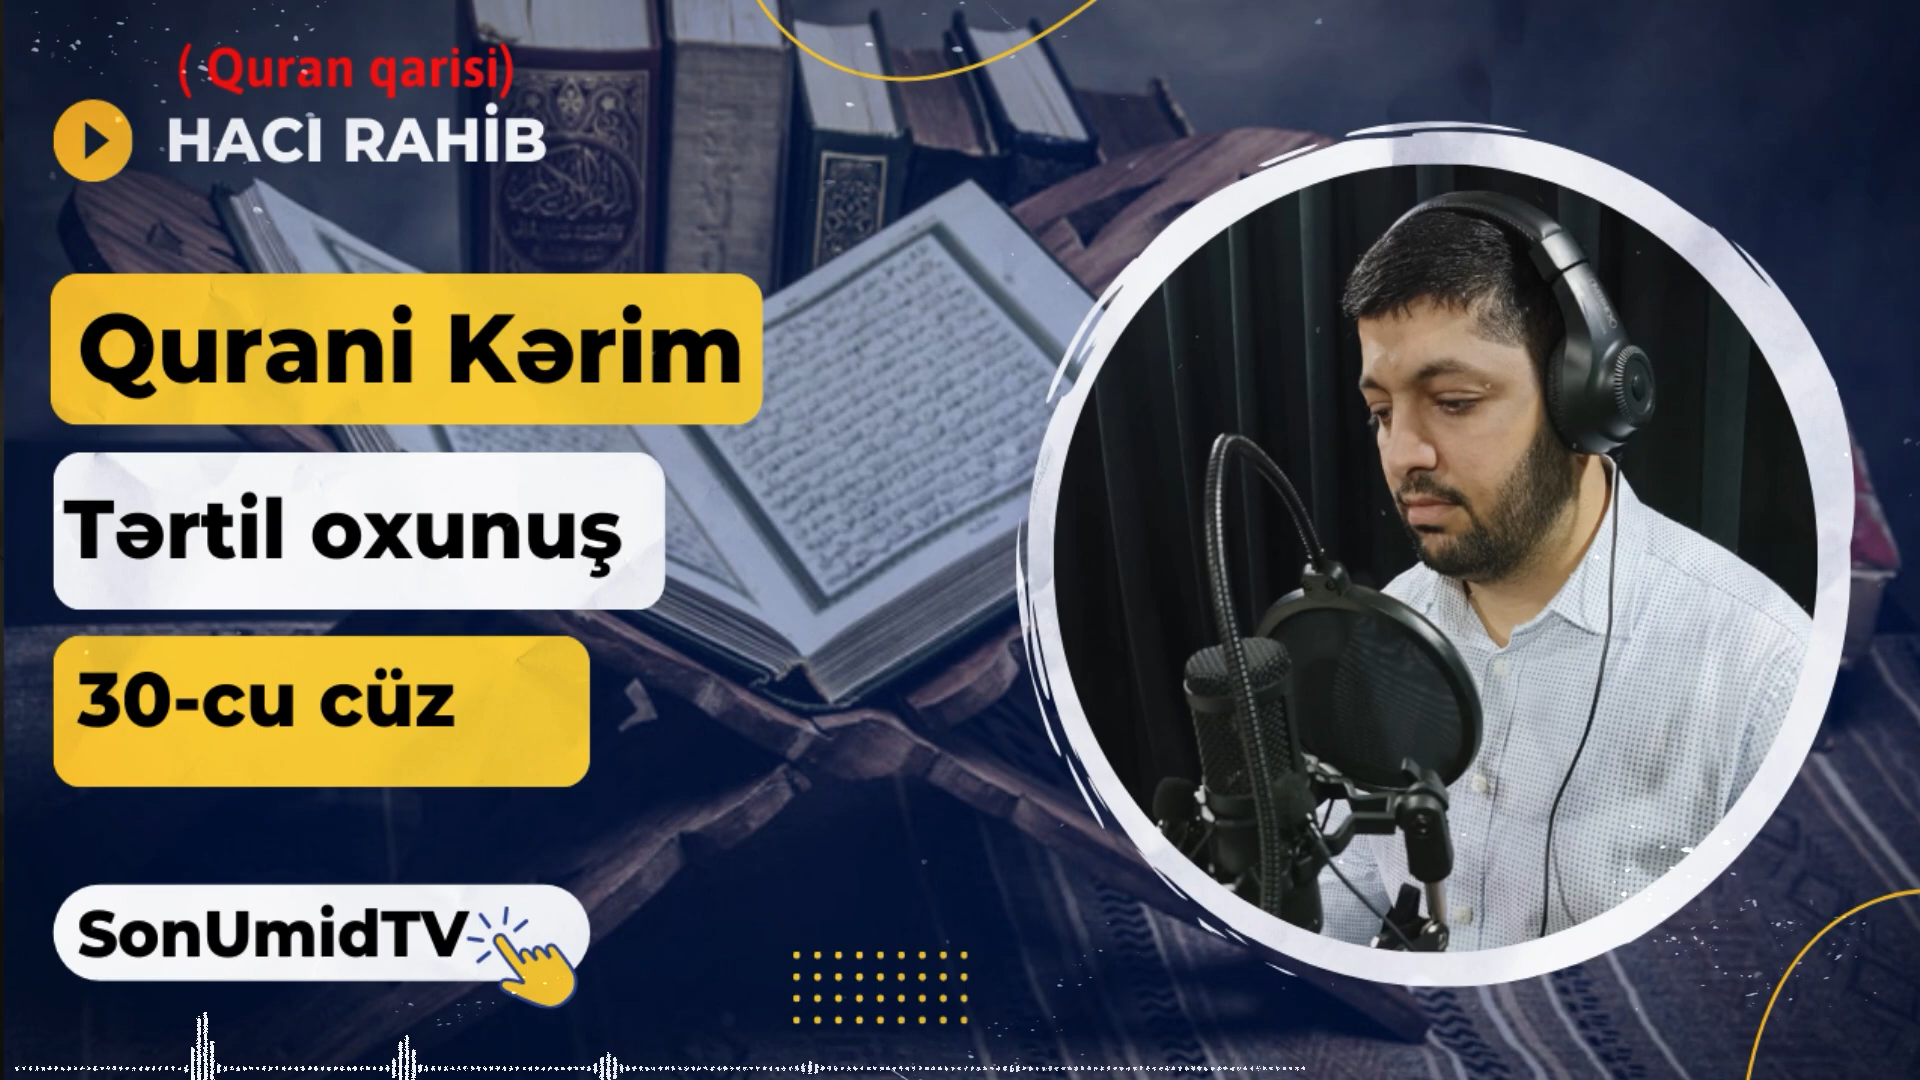 ( Quran qarisi)
HACI RAHİB
Qurani Kərim
Tərtil oxunuş
30-cu cüz
SonUmidTV